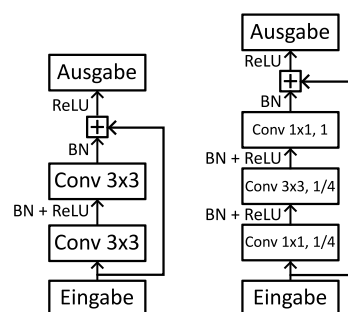 Ausgabe
ReLU
+
BN
Conv 3x3
BN + ReLU
Conv 3x3
Eingabe
Ausgabe
ReLU
+
BN
Conv 1x1, 1
BN + ReLU
Conv 3x3, 1/4
BN + ReLU
Conv 1x1, 1/4
Eingabe